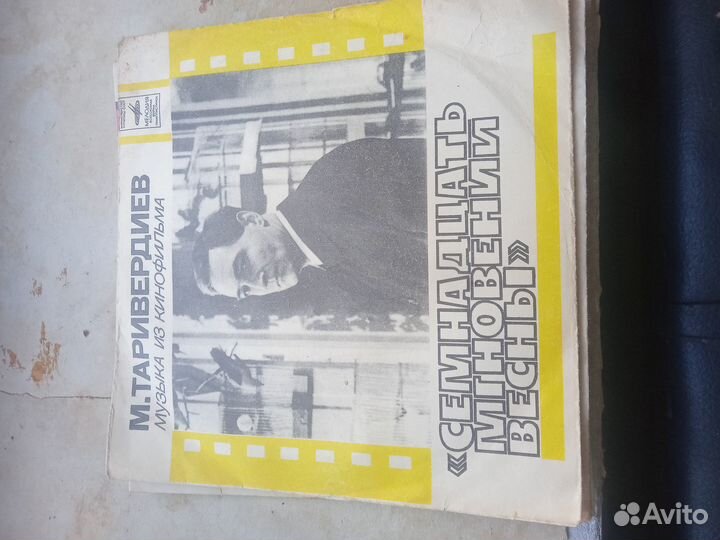 МЕЛОДИЯ
М.ТАРИВЕРДИЕВ
МУЗЫКА ИЗ КИНОФИЛЬМА
«СЕМНАДЦАТЬ
МГНОВЕНИЙ
ВЕСНЫ»
Avito